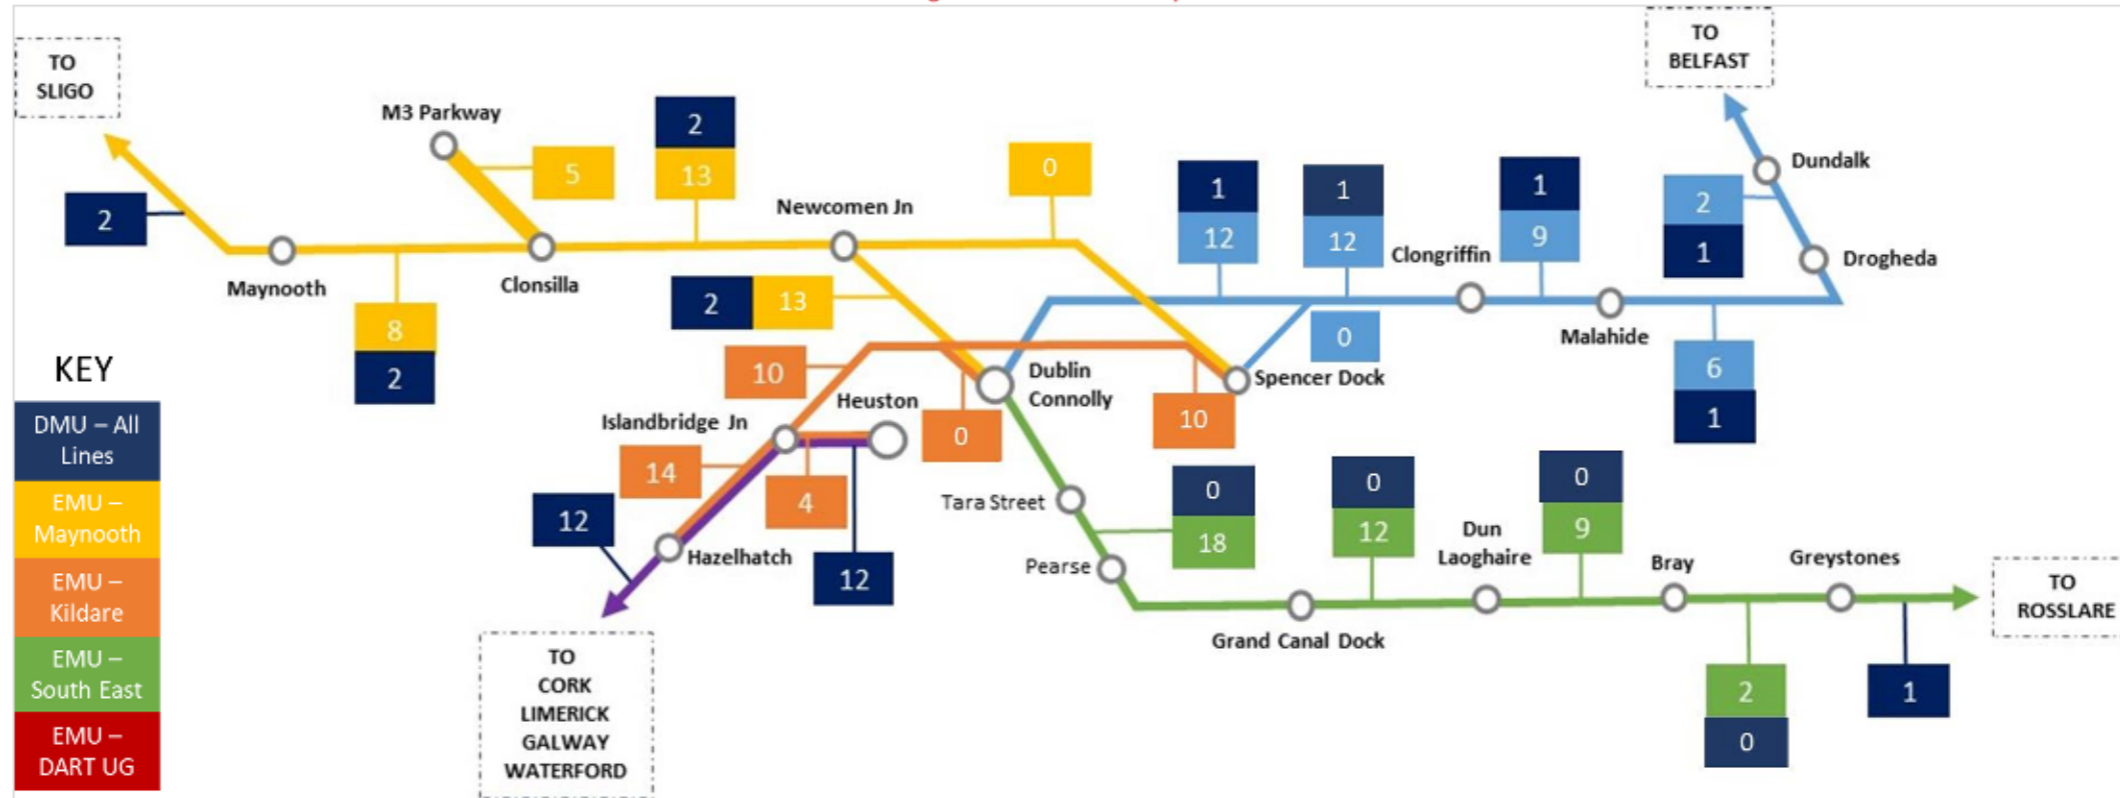 TO
SLIGO
M3 Parkway
2
13
5
0
TO
BELFAST
Dundalk
2
1
Drogheda
2
Maynooth
Clonsilla
Newcomen Jn
1
12
1
12
1
9
Clongriffin
Malahide
0
6
1
8
2
2
13
10
Dublin
Connolly
Spencer Dock
Islandbridge Jn
Heuston
0
10
14
4
12
Hazelhatch
12
Tara Street
Pearse
0
18
0
12
0
9
Dun
Laoghaire
Bray
Greystones
Grand Canal Dock
2
0
1
TO
ROSSLARE
TO
CORK
LIMERICK
GALWAY
WATERFORD
KEY
DMU – All
Lines
EMU –
Maynooth
EMU –
Kildare
EMU –
South East
EMU –
DART UG